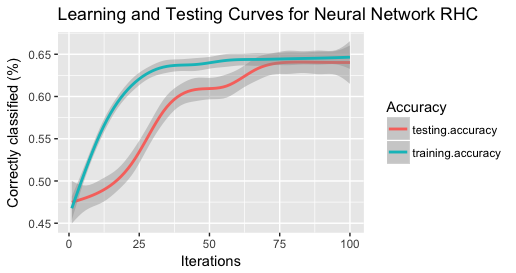 Learning and Testing Curves for Neural Network RHC
Correctly classified (%)
0.65
0.60
0.55
0.50
0.45
0
25
50
75
100
Iterations
Accuracy
testing.accuracy
training.accuracy